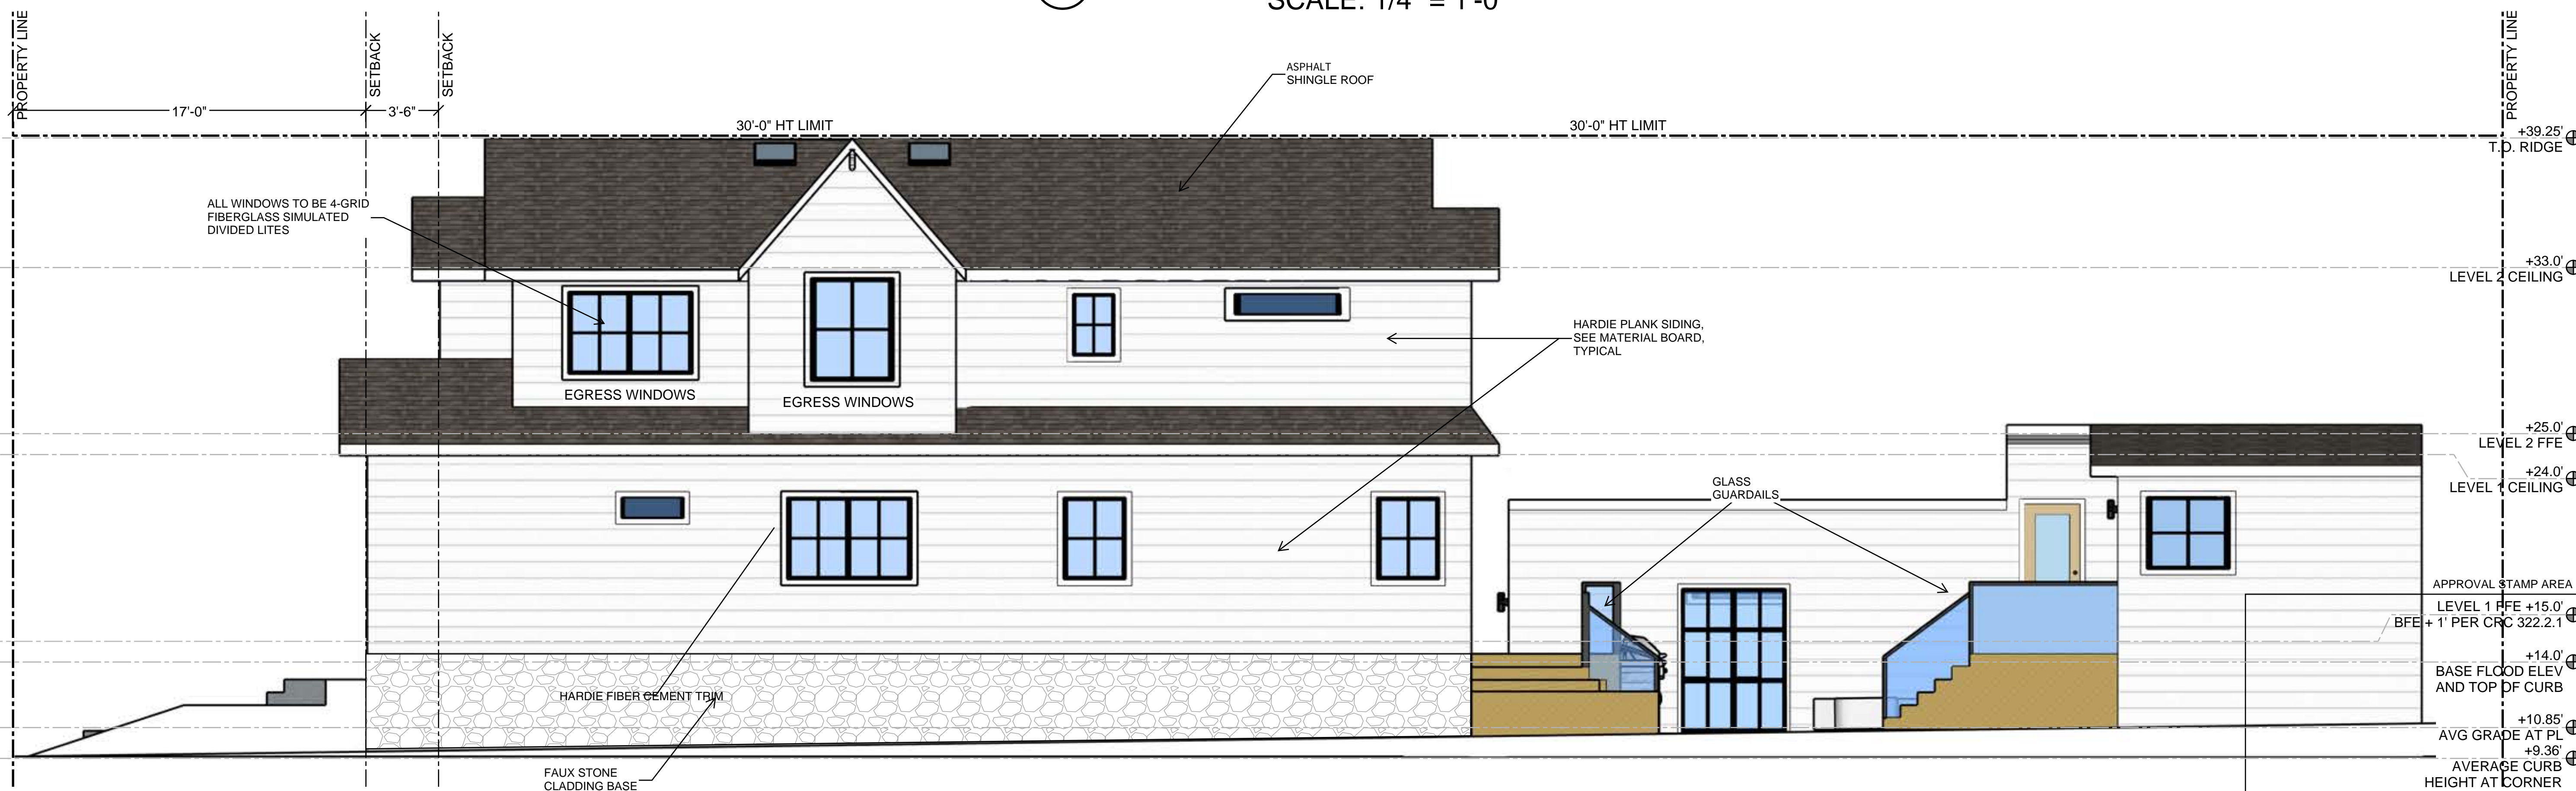 SCALE: 1/4" = 1'-0"
PROPERTY LINE
SETBACK
SETBACK
PROPERTY LINE
17'-0"
3'-6"
ASPHALT
SHINGLE ROOF
30'-0" HT LIMIT
30'-0" HT LIMIT
+39.25'
T.O. RIDGE
ALL WINDOWS TO BE 4-GRID
FIBERGLASS SIMULATED
DIVIDED LITES
+33.0'
LEVEL 2 CEILING
HARDIE PLANK SIDING,
SEE MATERIAL BOARD,
TYPICAL
EGRESS WINDOWS
EGRESS WINDOWS
+25.0'
LEVEL 2 FFE
+24.0'
LEVEL 1 CEILING
GLASS
GUARDAILS
APPROVAL STAMP AREA
LEVEL 1 FFE +15.0'
BFE + 1' PER CRC 322.2.1
+14.0'
BASE FLOOD ELEV
AND TOP OF CURB
HARDIE FIBER CEMENT TRIM
+10.85'
AVG GRADE AT PL
+9.36'
AVERAGE CURB
HEIGHT AT CORNER
FAUX STONE
CLADDING BASE